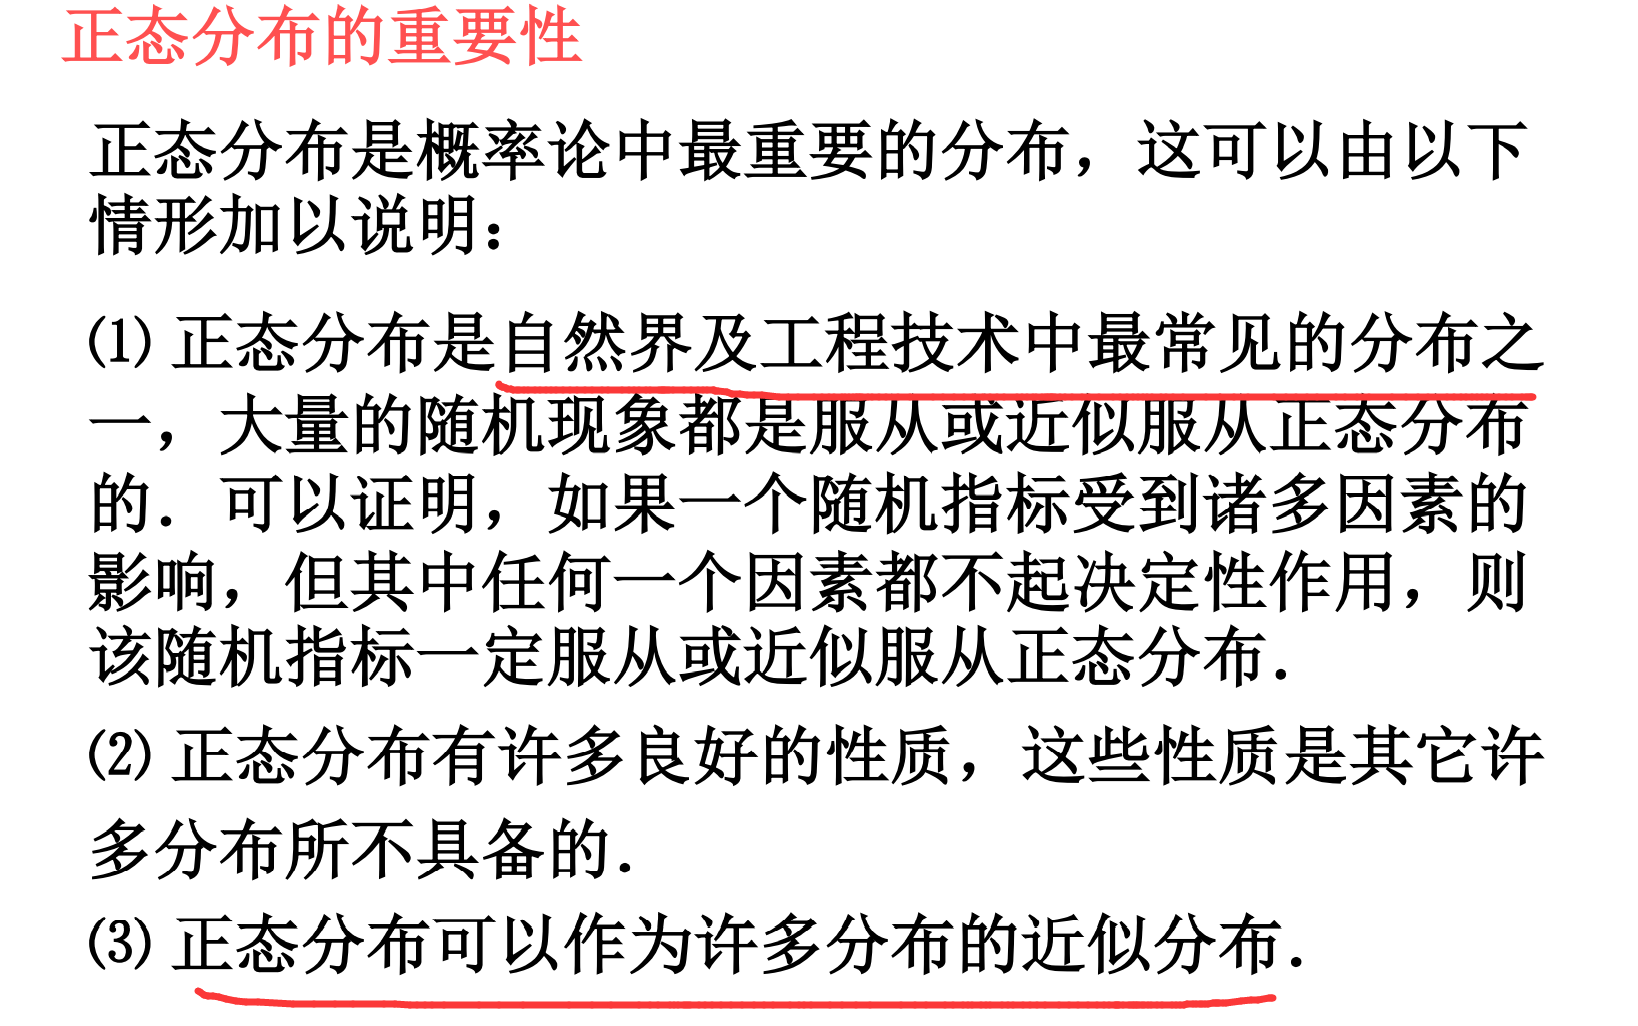 正态分布的重要性
正态分布是概率论中最重要的分布，这可以由以下
情形加以说明：
⑴ 正态分布是自然界及工程技术中最常见的分布之
一，大量的随机现象都是服从或近似服从正态分布
的．可以证明，如果一个随机指标受到诸多因素的
影响，但其中任何一个因素都不起决定性作用，则
该随机指标一定服从或近似服从正态分布．
⑵ 正态分布有许多良好的性质，这些性质是其它许
多分布所不具备的．
⑶ 正态分布可以作为许多分布的近似分布．